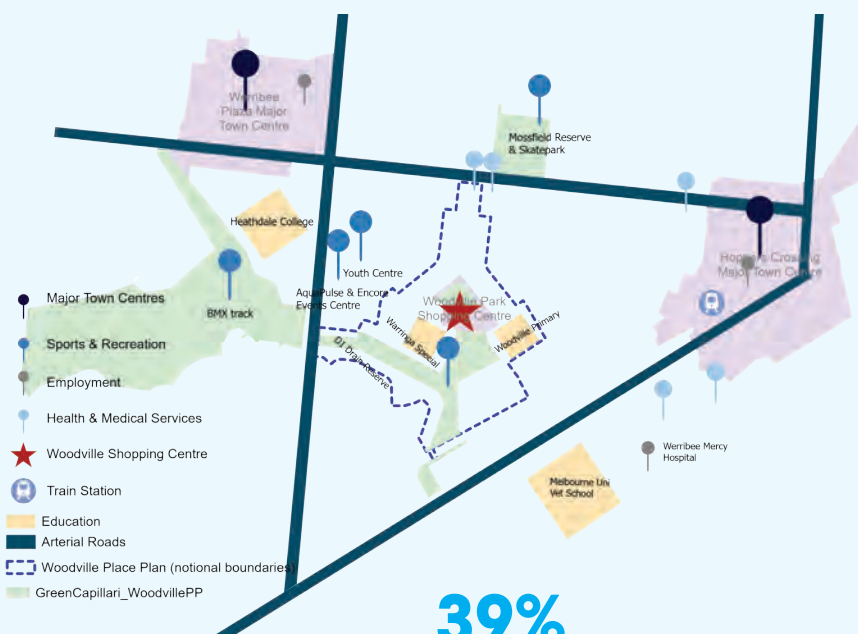 Werribee
Plaza Major
Town Centre
Mossfield Reserve
& Skatepark
Heathdale College
Hoppers Crossing
Major Town Centre
Youth Centre
AquaPulse & Encore
Events Centre
BMX track
Woodville Park
Shopping Centre
Warringa Special
Woodville Primary
D1 Drain Reserve
Major Town Centres
Sports & Recreation
Employment
Health & Medical Services
Woodville Shopping Centre
Train Station
Education
Arterial Roads
Woodville Place Plan (notional boundaries)
GreenCapillari_WoodvillePP
Werribee Mercy
Hospital
Melbourne Uni
Vet School
39%